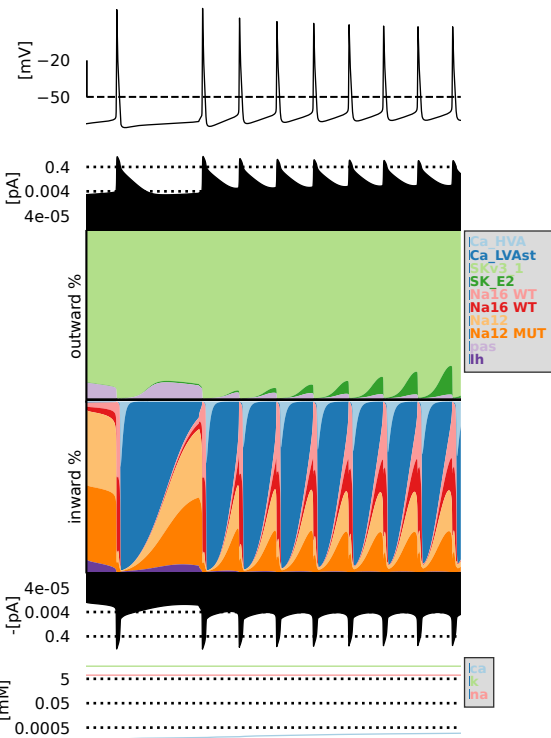 [mV]
−20
−50
[pA]
0.4
0.004
4e-05
outward %
Ca_HVA
Ca_LVAst
SKv3_1
SK_E2
Na16 WT
Na16 WT
Na12
Na12 MUT
pas
Ih
inward %
-[pA]
4e-05
0.004
0.4
[mM]
5
0.05
0.0005
ca
k
na